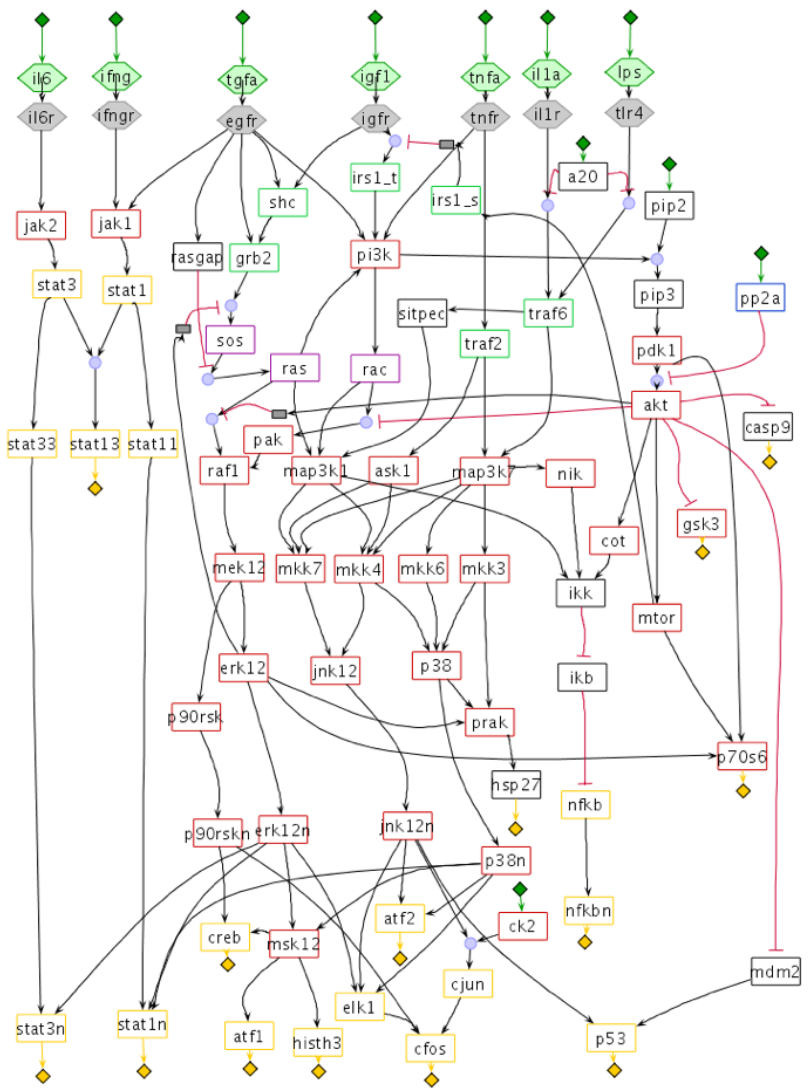 il6
ifng
tgfa
igf1
tnfa
il1a
lps
il6r
ifngr
egfr
igfr
tnfr
il1r
tlr4
a20
irs1_t
irs1_s
pip2
shc
jak2
jak1
rasgap
grb2
pi3k
stat3
stat1
pip3
pp2a
sitpec
traf6
sos
traf2
pdk1
ras
rac
akt
casp9
stat33
stat13
stat11
pak
raf1
map3k1
ask1
map3k7
nik
gsk3
cot
mek12
mkk7
mkk4
mkk6
mkk3
ikk
mtor
erk12
jnk12
p38
ikb
p90rsk
prak
p70s6
hsp27
nfkb
p90rskn
erk12n
jnk12n
p38n
atf2
ck2
nfkbn
creb
msk12
cjun
mdm2
elk1
stat3n
stat1n
atf1
histh3
cfos
p53